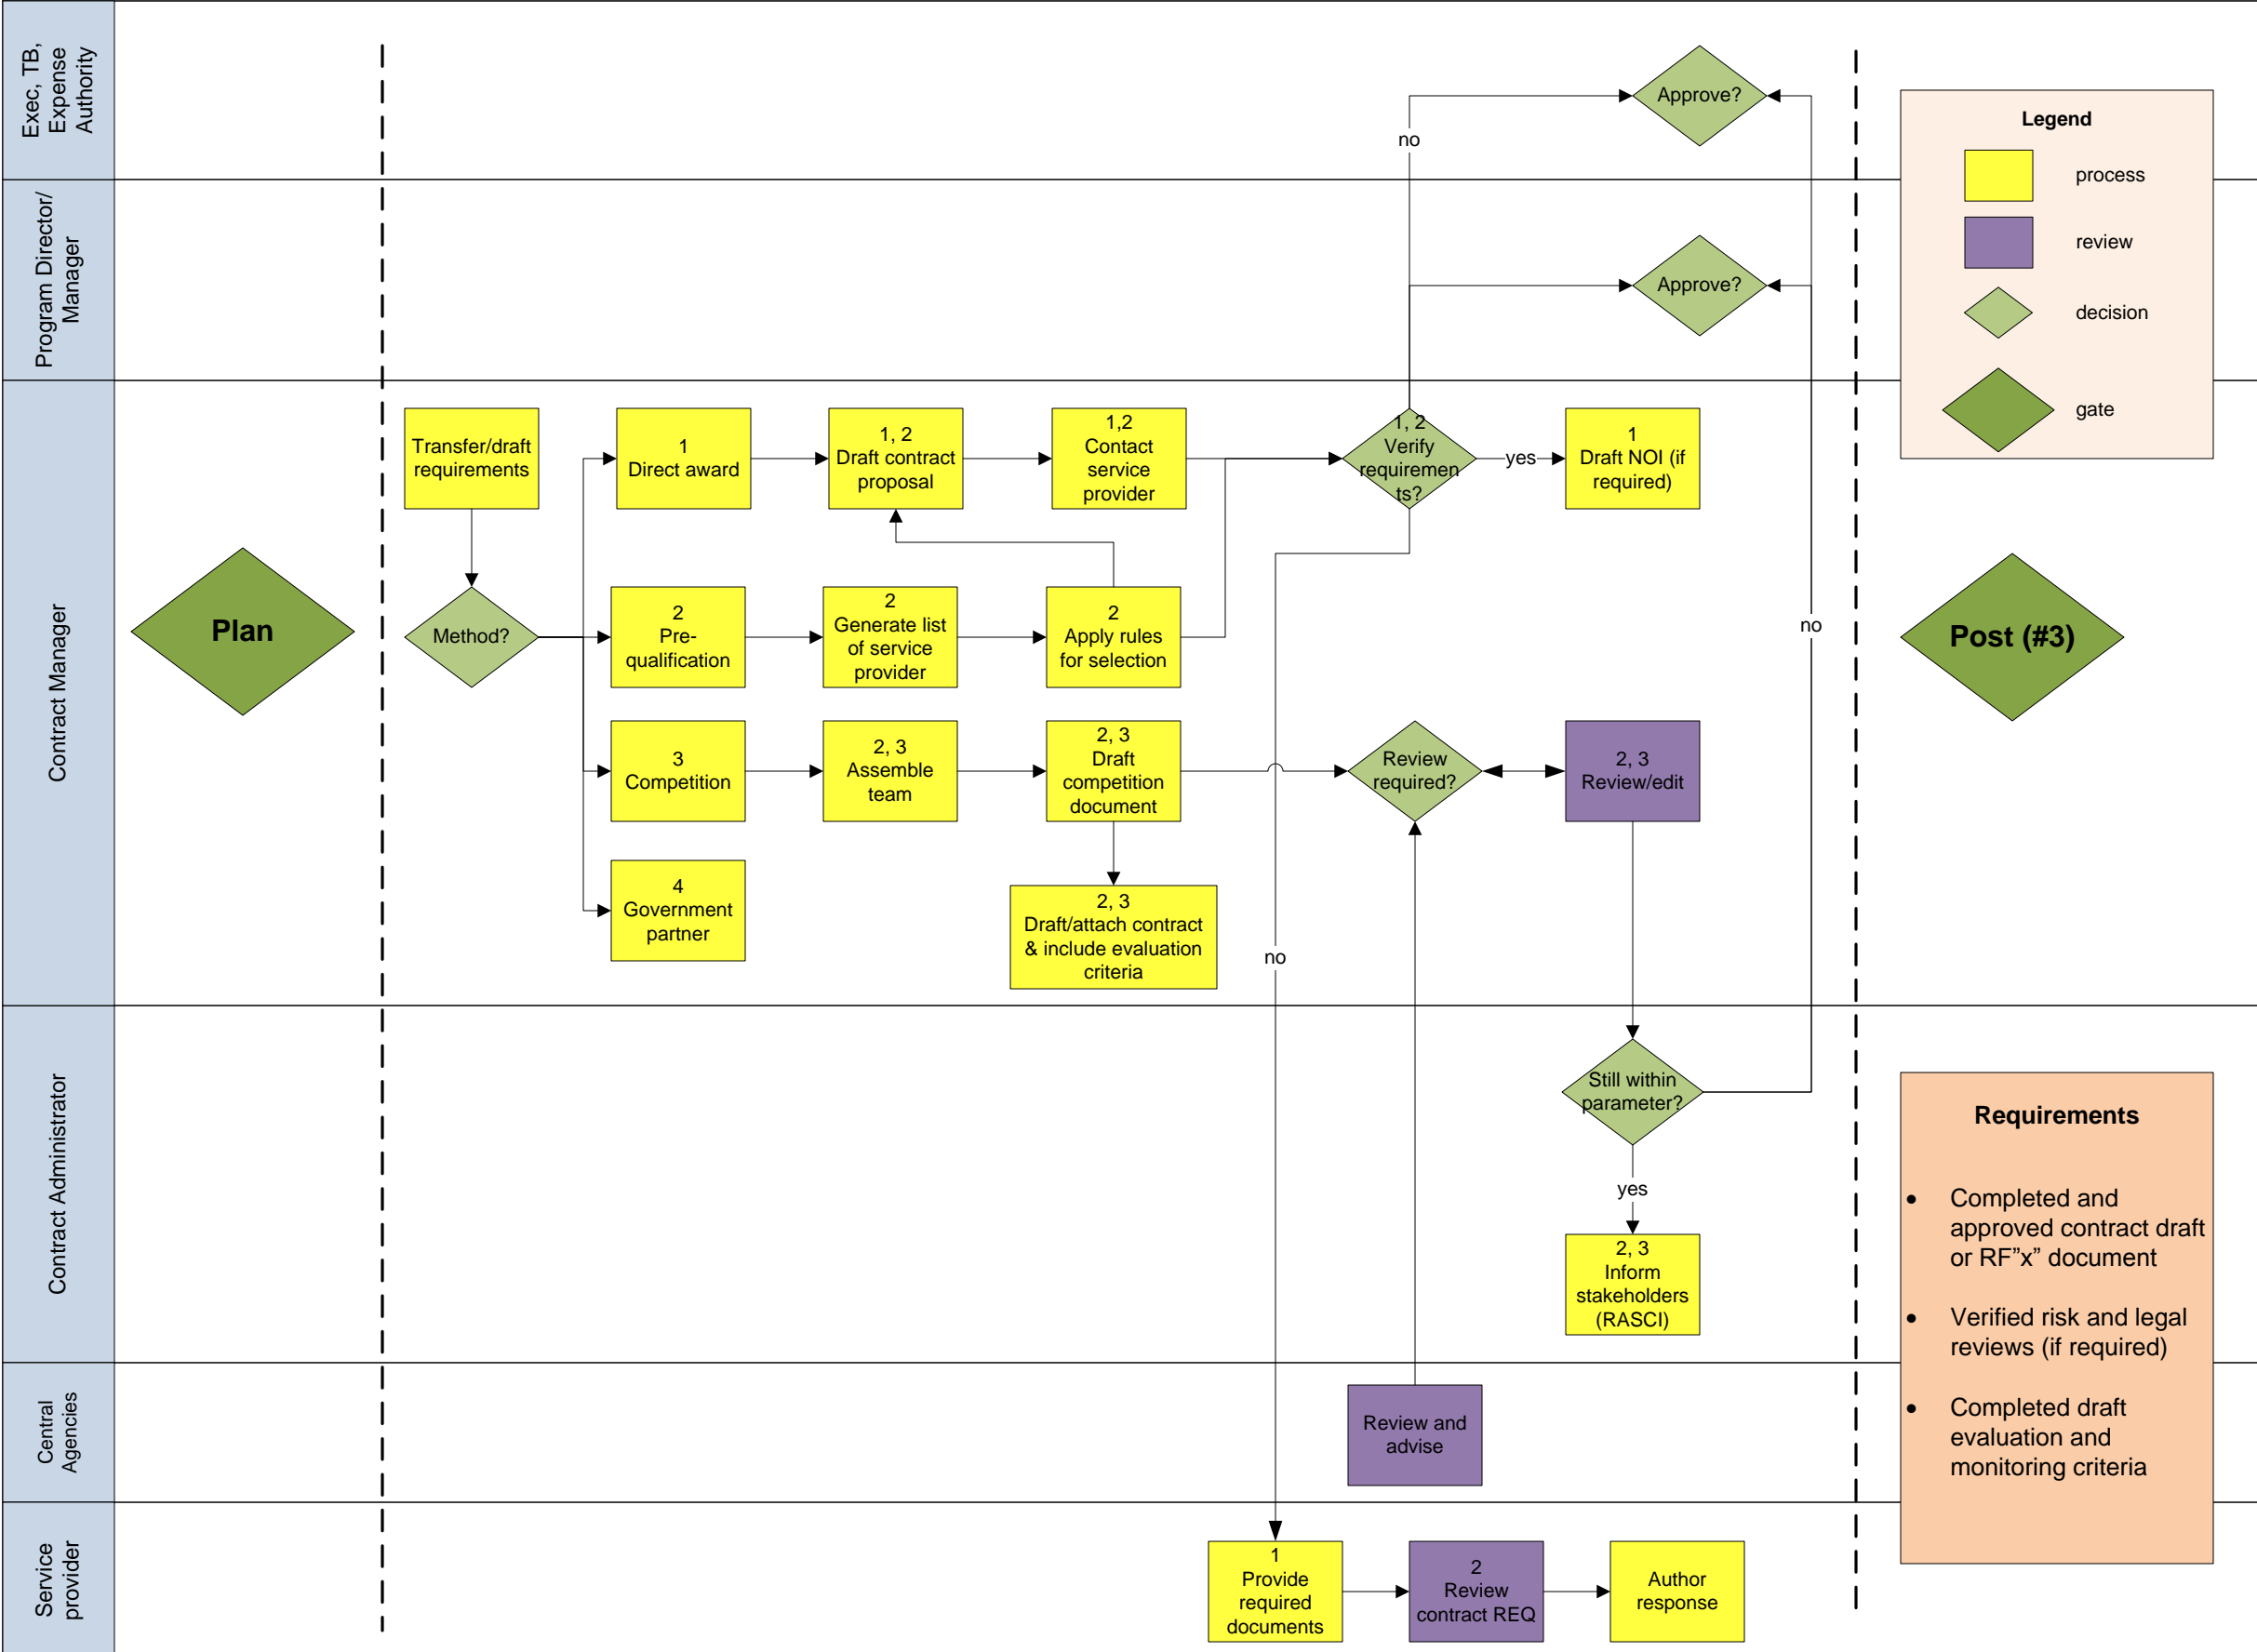 Exec, TB,
Expense
Authority
Approve?
no
Program Director/
Manager
Approve?
Legend
process
review
decision
gate
Contract Manager
Plan
Transfer/draft
requirements
Method?
1
Direct award
1, 2
Draft contract
proposal
1,2
Contact
service
provider
1, 2
Verify
requiremen
ts?
yes
1
Draft NOI (if
required)
2
Pre-
qualification
2
Generate list
of service
provider
2
Apply rules
for selection
no
Post (#3)
3
Competition
2, 3
Assemble
team
2, 3
Draft
competition
document
Review
required?
2, 3
Review/edit
4
Government
partner
2, 3
Draft/attach contract
& include evaluation
criteria
no
Contract Administrator
Still within
parameter?
yes
2, 3
Inform
stakeholders
(RASCI)
Requirements
• Completed and
approved contract draft
or RF”x” document
• Verified risk and legal
reviews (if required)
• Completed draft
evaluation and
monitoring criteria
Central
Agencies
Review and
advise
Service
provider
1
Provide
required
documents
2
Review
contract REQ
Author
response